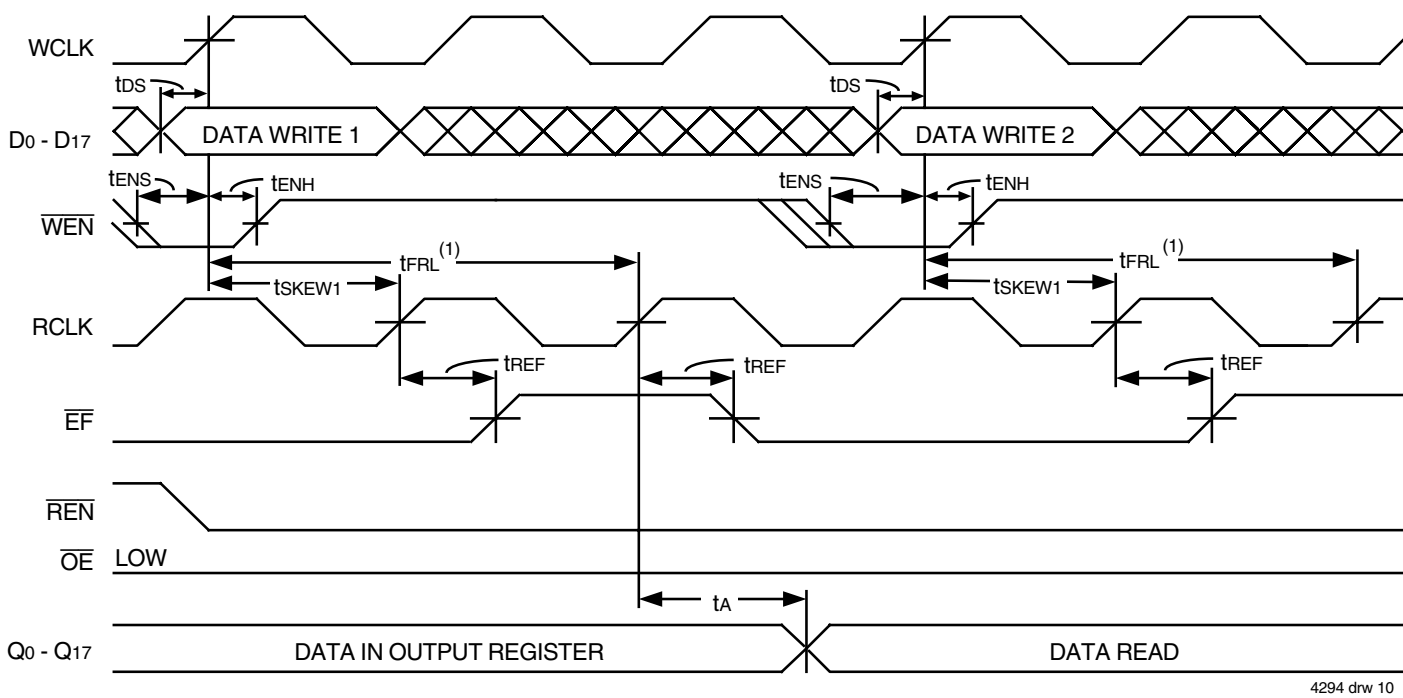 WCLK
tDS tDS
D0 - D17 DATA WRITE 1 DATA WRITE 2
tENS tENH tENS tENH
WEN
tFRL(1) tFRL(1)
tSKEW1 tSKEW1
RCLK
tREF tREF tREF
EF
REN
OE LOW
tA
Q0 - Q17 DATA IN OUTPUT REGISTER DATA READ
4294 drw 10